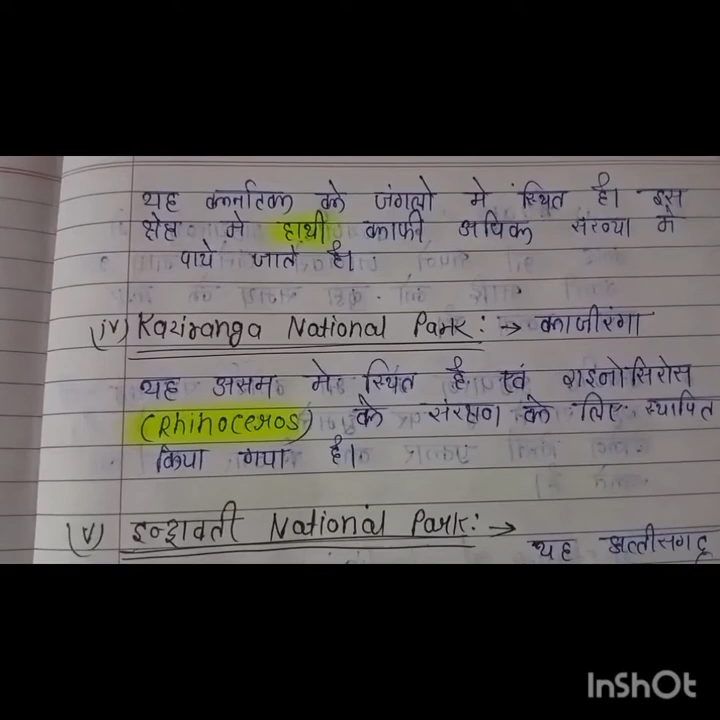 यह कर्नाटक के जंगलो मे स्थित है। इस
क्षेत्र मे हाथी काफी अधिक संख्या मे
पाये जाते है।
(iv) Kaziranga National Park: → काजीरंगा
यह असम मे स्थित है एवं राइनोसिरोस
(Rhinoceros) के संरक्षण के लिए स्थापित
किया गया है।
(v) इन्द्रावती National Park: →
यह छत्तीसगढ़
InShOt